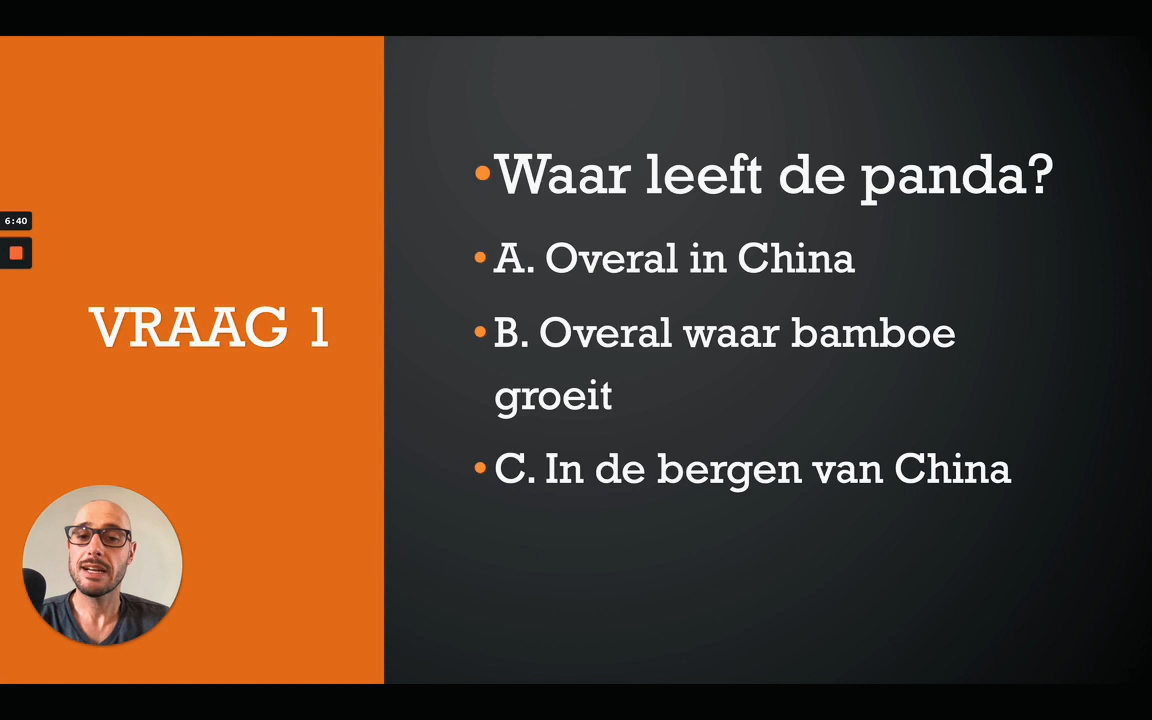 6:40
VRAAG 1
•Waar leeft de panda?
• A. Overal in China
• B. Overal waar bamboe
groeit
• C. In de bergen van China